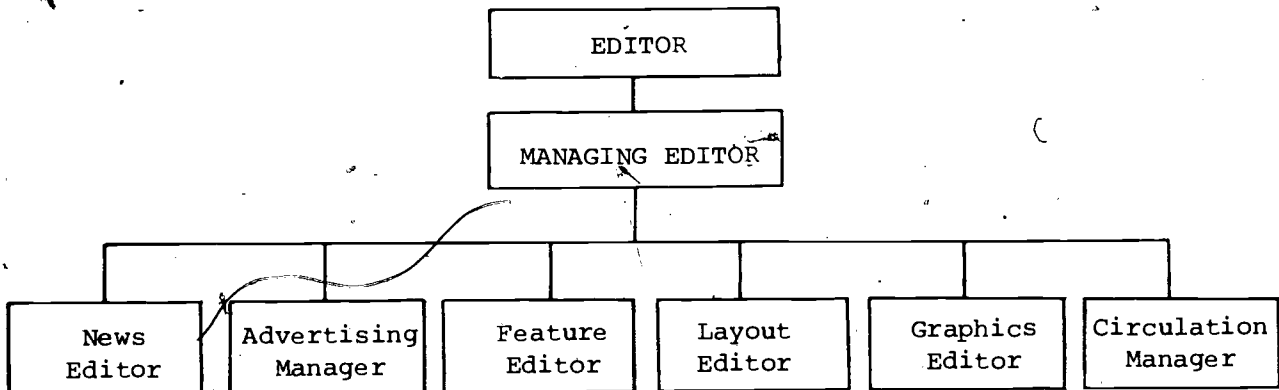 EDITOR
MANAGING EDITOR
News
Editor
Advertising
Manager
Feature
Editor
Layout
Editor
Graphics
Editor
Circulation
Manager